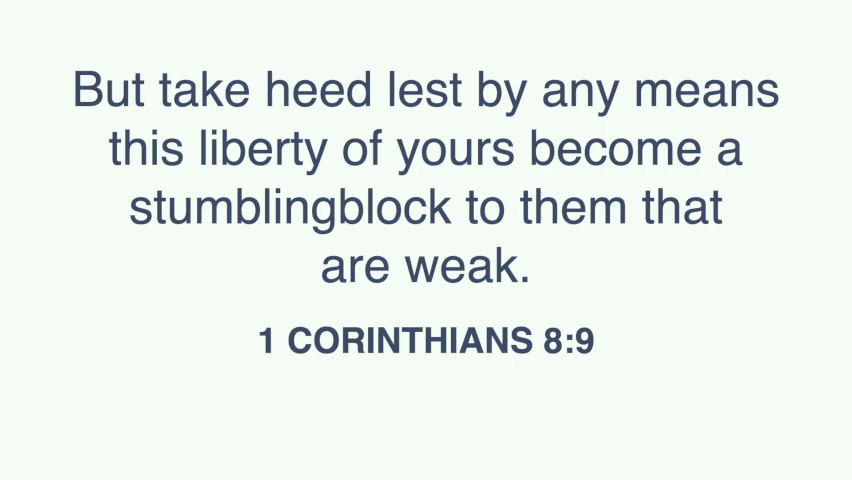 But take heed lest by any means
this liberty of yours become a
stumblingblock to them that
are weak.
1 CORINTHIANS 8:9